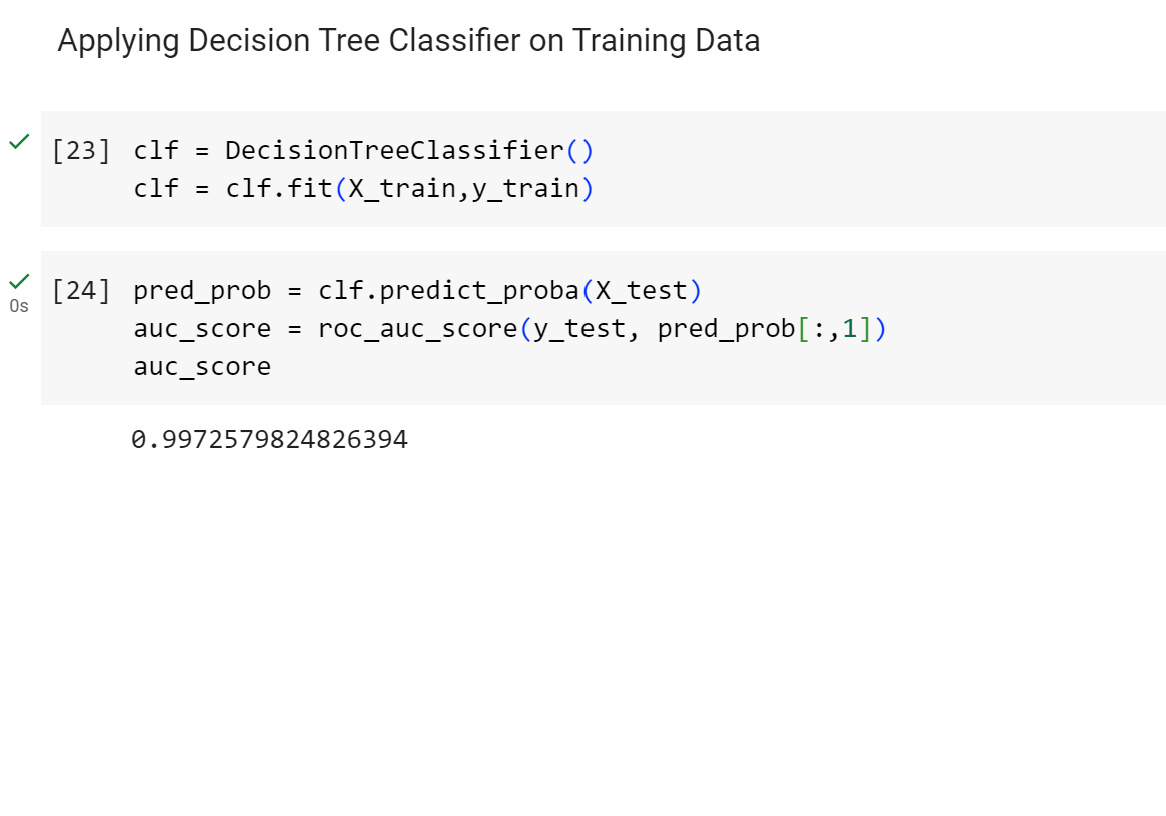 Applying Decision Tree Classifier on Training Data
[23] clf = DecisionTreeClassifier()
clf = clf.fit(X_train,y_train)
[24] pred_prob = clf.predict_proba(X_test)
0s
auc_score = roc_auc_score(y_test, pred_prob[:,1])
auc_score
0.9972579824826394